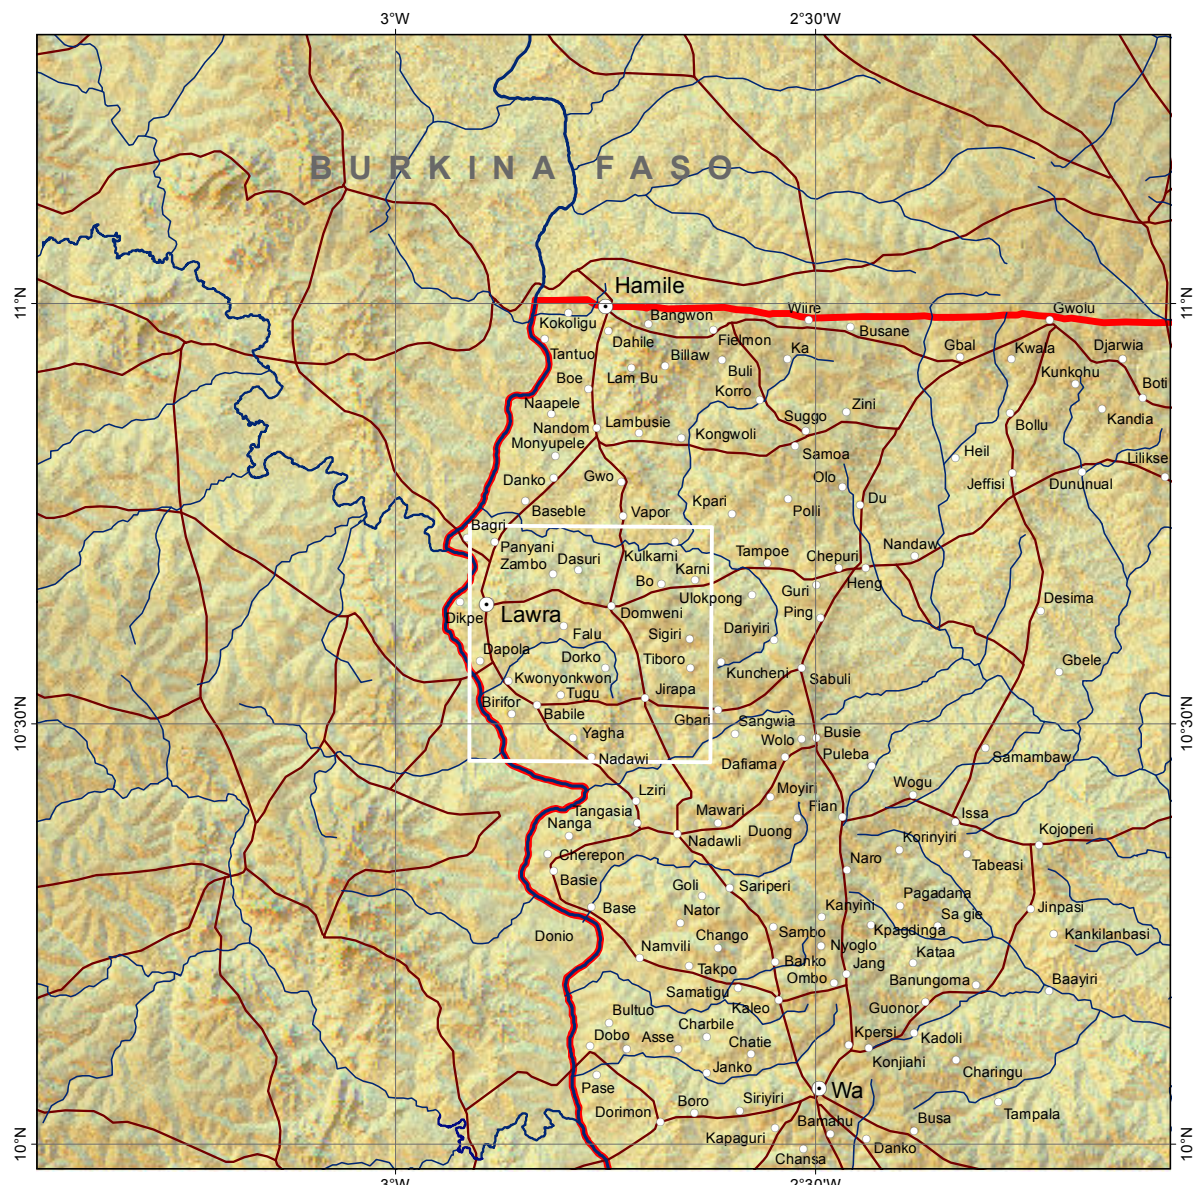 3°W
2°30'W
BURKINA FASO
11°N
11°N
Hamile
Kokoligu
Bangwon
Wiire
Gwolu
Dahile
Fielmon
Busane
Tantuo
Billaw
Ka
Gbal
Kwala
Djarwia
Boe
Lam Bu
Buli
Kunkohu
Boti
Naapele
Korro
Zini
Kandia
Nandom
Lambusie
Suggo
Bollu
Monyupele
Kongwoli
Samoa
Heil
Lilikse
Danko
Gwo
Olo
Jeffisi
Dununual
Baseble
Vapor
Kpari
Polli
Du
Bagri
Panyani
Kulkarni
Tampoe
Chepuri
Nandaw
Zambo
Dasuri
Bo
Karni
Heng
Lawra
Domweni
Ulokpong
Guri
Desima
Dikpe
Falu
Sigiri
Dariyiri
Ping
Dapola
Dorko
Tiboro
Kuncheni
Sabuli
Gbele
Kwonyonkwon
Tugu
Jirapa
Birifor
Babile
Gbari
Sangwia
Busie
10°30'N
10°30'N
Yagha
Wolo
Puleba
Nadawi
Dafiama
Samambaw
Lziri
Moyiri
Wogu
Tangasia
Mawari
Fian
Issa
Nanga
Nadawli
Duong
Korinyiri
Kojoperi
Cherepon
Naro
Tabeasi
Basie
Goli
Sariperi
Pagadana
Base
Nator
Kanyini
Sa gie
Jinpasi
Donio
Chango
Sambo
Kpagdinga
Kankilanbasi
Namvili
Nyoglo
Kataa
Takpo
Banko
Jang
Samatigu
Ombo
Banungoma
Baayiri
Bultuo
Kaleo
Guonor
Dobo
Asse
Charbile
Kpersi
Kadoli
Chatie
Konjiahi
Janko
Charingu
Pase
Wa
Dorimon
Boro
Siriyiri
Tampala
Kapaguri
Bamahu
Busa
Chansa
Danko
10°N
10°N
3°W
2°30'W